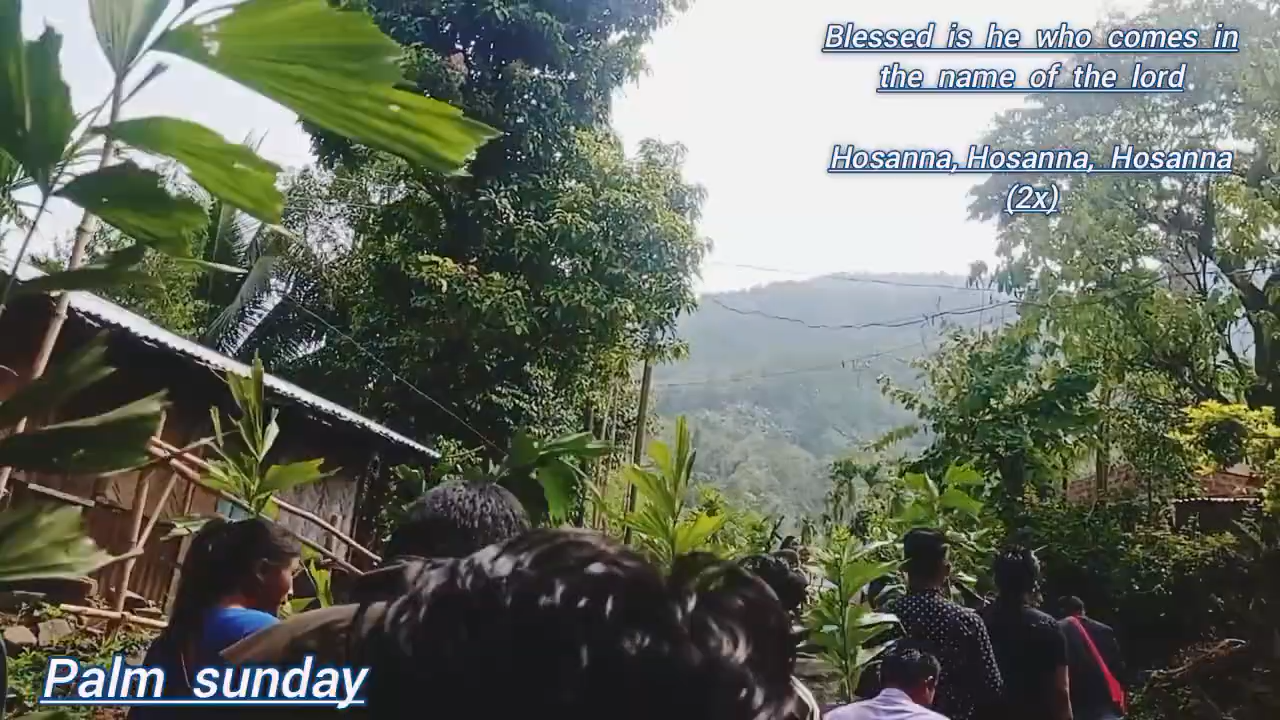 Blessed is he who comes in
the name of the lord
Hosanna, Hosanna, Hosanna
(2x)
Palm sunday